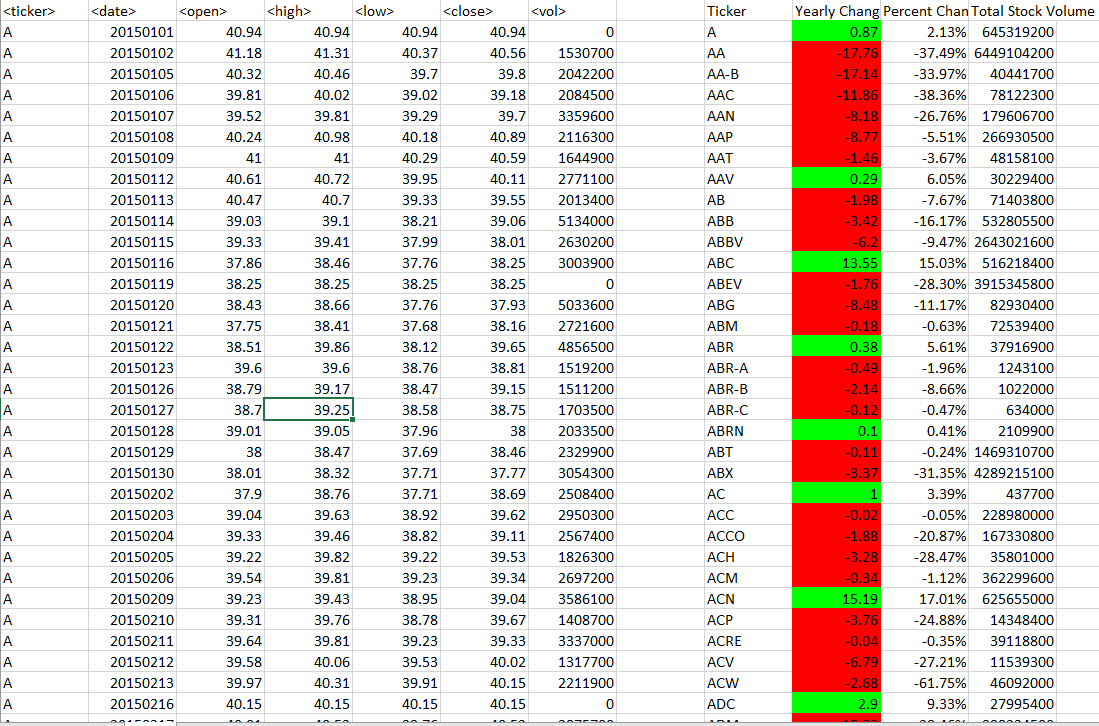 <ticker> <date> <open> <high> <low> <close> <vol> Ticker Yearly Chang Percent Chan Total Stock Volume
A 20150101 40.94 40.94 40.94 40.94 0 A 0.87 2.13% 645319200
A 20150102 41.18 41.31 40.37 40.56 1530700 AA -17.76 -37.49% 6449104200
A 20150105 40.32 40.46 39.7 39.8 2042200 AA-B -17.14 -33.97% 40441700
A 20150106 39.81 40.02 39.02 39.18 2084500 AAC -11.86 -38.36% 78122300
A 20150107 39.52 39.81 39.29 39.7 3359600 AAN -8.18 -26.76% 179606700
A 20150108 40.24 40.98 40.18 40.89 2116300 AAP -8.77 -5.51% 266930500
A 20150109 41 41 40.29 40.59 1644900 AAT -1.46 -3.67% 48158100
A 20150112 40.61 40.72 39.95 40.11 2771100 AAV 0.29 6.05% 30229400
A 20150113 40.47 40.7 39.33 39.55 2013400 AB -1.98 -7.67% 71403800
A 20150114 39.03 39.1 38.21 39.06 5134000 ABB -3.42 -16.17% 532805500
A 20150115 39.33 39.41 37.99 38.01 2630200 ABBV -6.2 -9.47% 2643021600
A 20150116 37.86 38.46 37.76 38.25 3003900 ABC 13.55 15.03% 516218400
A 20150119 38.25 38.25 38.25 38.25 0 ABEV -1.76 -28.30% 3915345800
A 20150120 38.43 38.66 37.76 37.93 5033600 ABG -8.48 -11.17% 82930400
A 20150121 37.75 38.41 37.68 38.16 2721600 ABM -0.18 -0.63% 72539400
A 20150122 38.51 39.86 38.12 39.65 4856500 ABR 0.38 5.61% 37916900
A 20150123 39.6 39.6 38.76 38.81 1519200 ABR-A -0.49 -1.96% 1243100
A 20150126 38.79 39.17 38.47 39.15 1511200 ABR-B -2.14 -8.66% 1022000
A 20150127 38.7 39.25 38.58 38.75 1703500 ABR-C -0.12 -0.47% 634000
A 20150128 39.01 39.05 37.96 38 2033500 ABRN 0.1 0.41% 2109900
A 20150129 38 38.47 37.69 38.46 2329900 ABT -0.11 -0.24% 1469310700
A 20150130 38.01 38.32 37.71 37.77 3054300 ABX -3.37 -31.35% 4289215100
A 20150202 37.9 38.76 37.71 38.69 2508400 AC 1 3.39% 437700
A 20150203 39.04 39.63 38.92 39.62 2950300 ACC -0.02 -0.05% 228980000
A 20150204 39.33 39.46 38.82 39.11 2567400 ACCO -1.88 -20.87% 167330800
A 20150205 39.22 39.82 39.22 39.53 1826300 ACH -3.28 -28.47% 35801000
A 20150206 39.54 39.81 39.23 39.34 2697200 ACM -0.34 -1.12% 362299600
A 20150209 39.23 39.43 38.95 39.04 3586100 ACN 15.19 17.01% 625655000
A 20150210 39.31 39.76 38.78 39.67 1408700 ACP -3.76 -24.88% 14348400
A 20150211 39.64 39.81 39.23 39.33 3337000 ACRE -0.04 -0.35% 39118800
A 20150212 39.58 40.06 39.53 40.02 1317700 ACV -6.79 -27.21% 11539300
A 20150213 39.97 40.31 39.91 40.15 2211900 ACW -2.68 -61.75% 46092000
A 20150216 40.15 40.15 40.15 40.15 0 ADC 2.9 9.33% 27995400